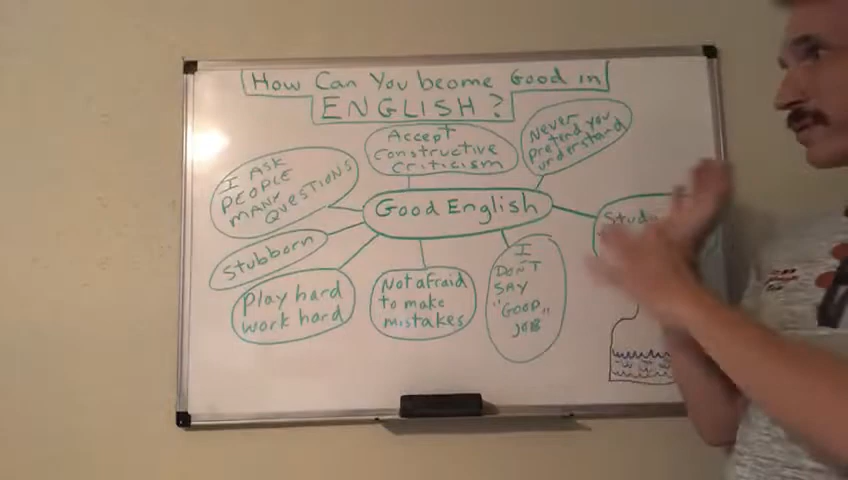 How Can You become Good in
ENGLISH?
Accept
constructive
criticism
Never
pretend you
understand
I ASK
PEOPLE
MANY
QUESTIONS
Good English
Stubborn
Play hard
work hard
Not afraid
to make
mistakes
I
DON'T
SAY
"GOOD"
JOB